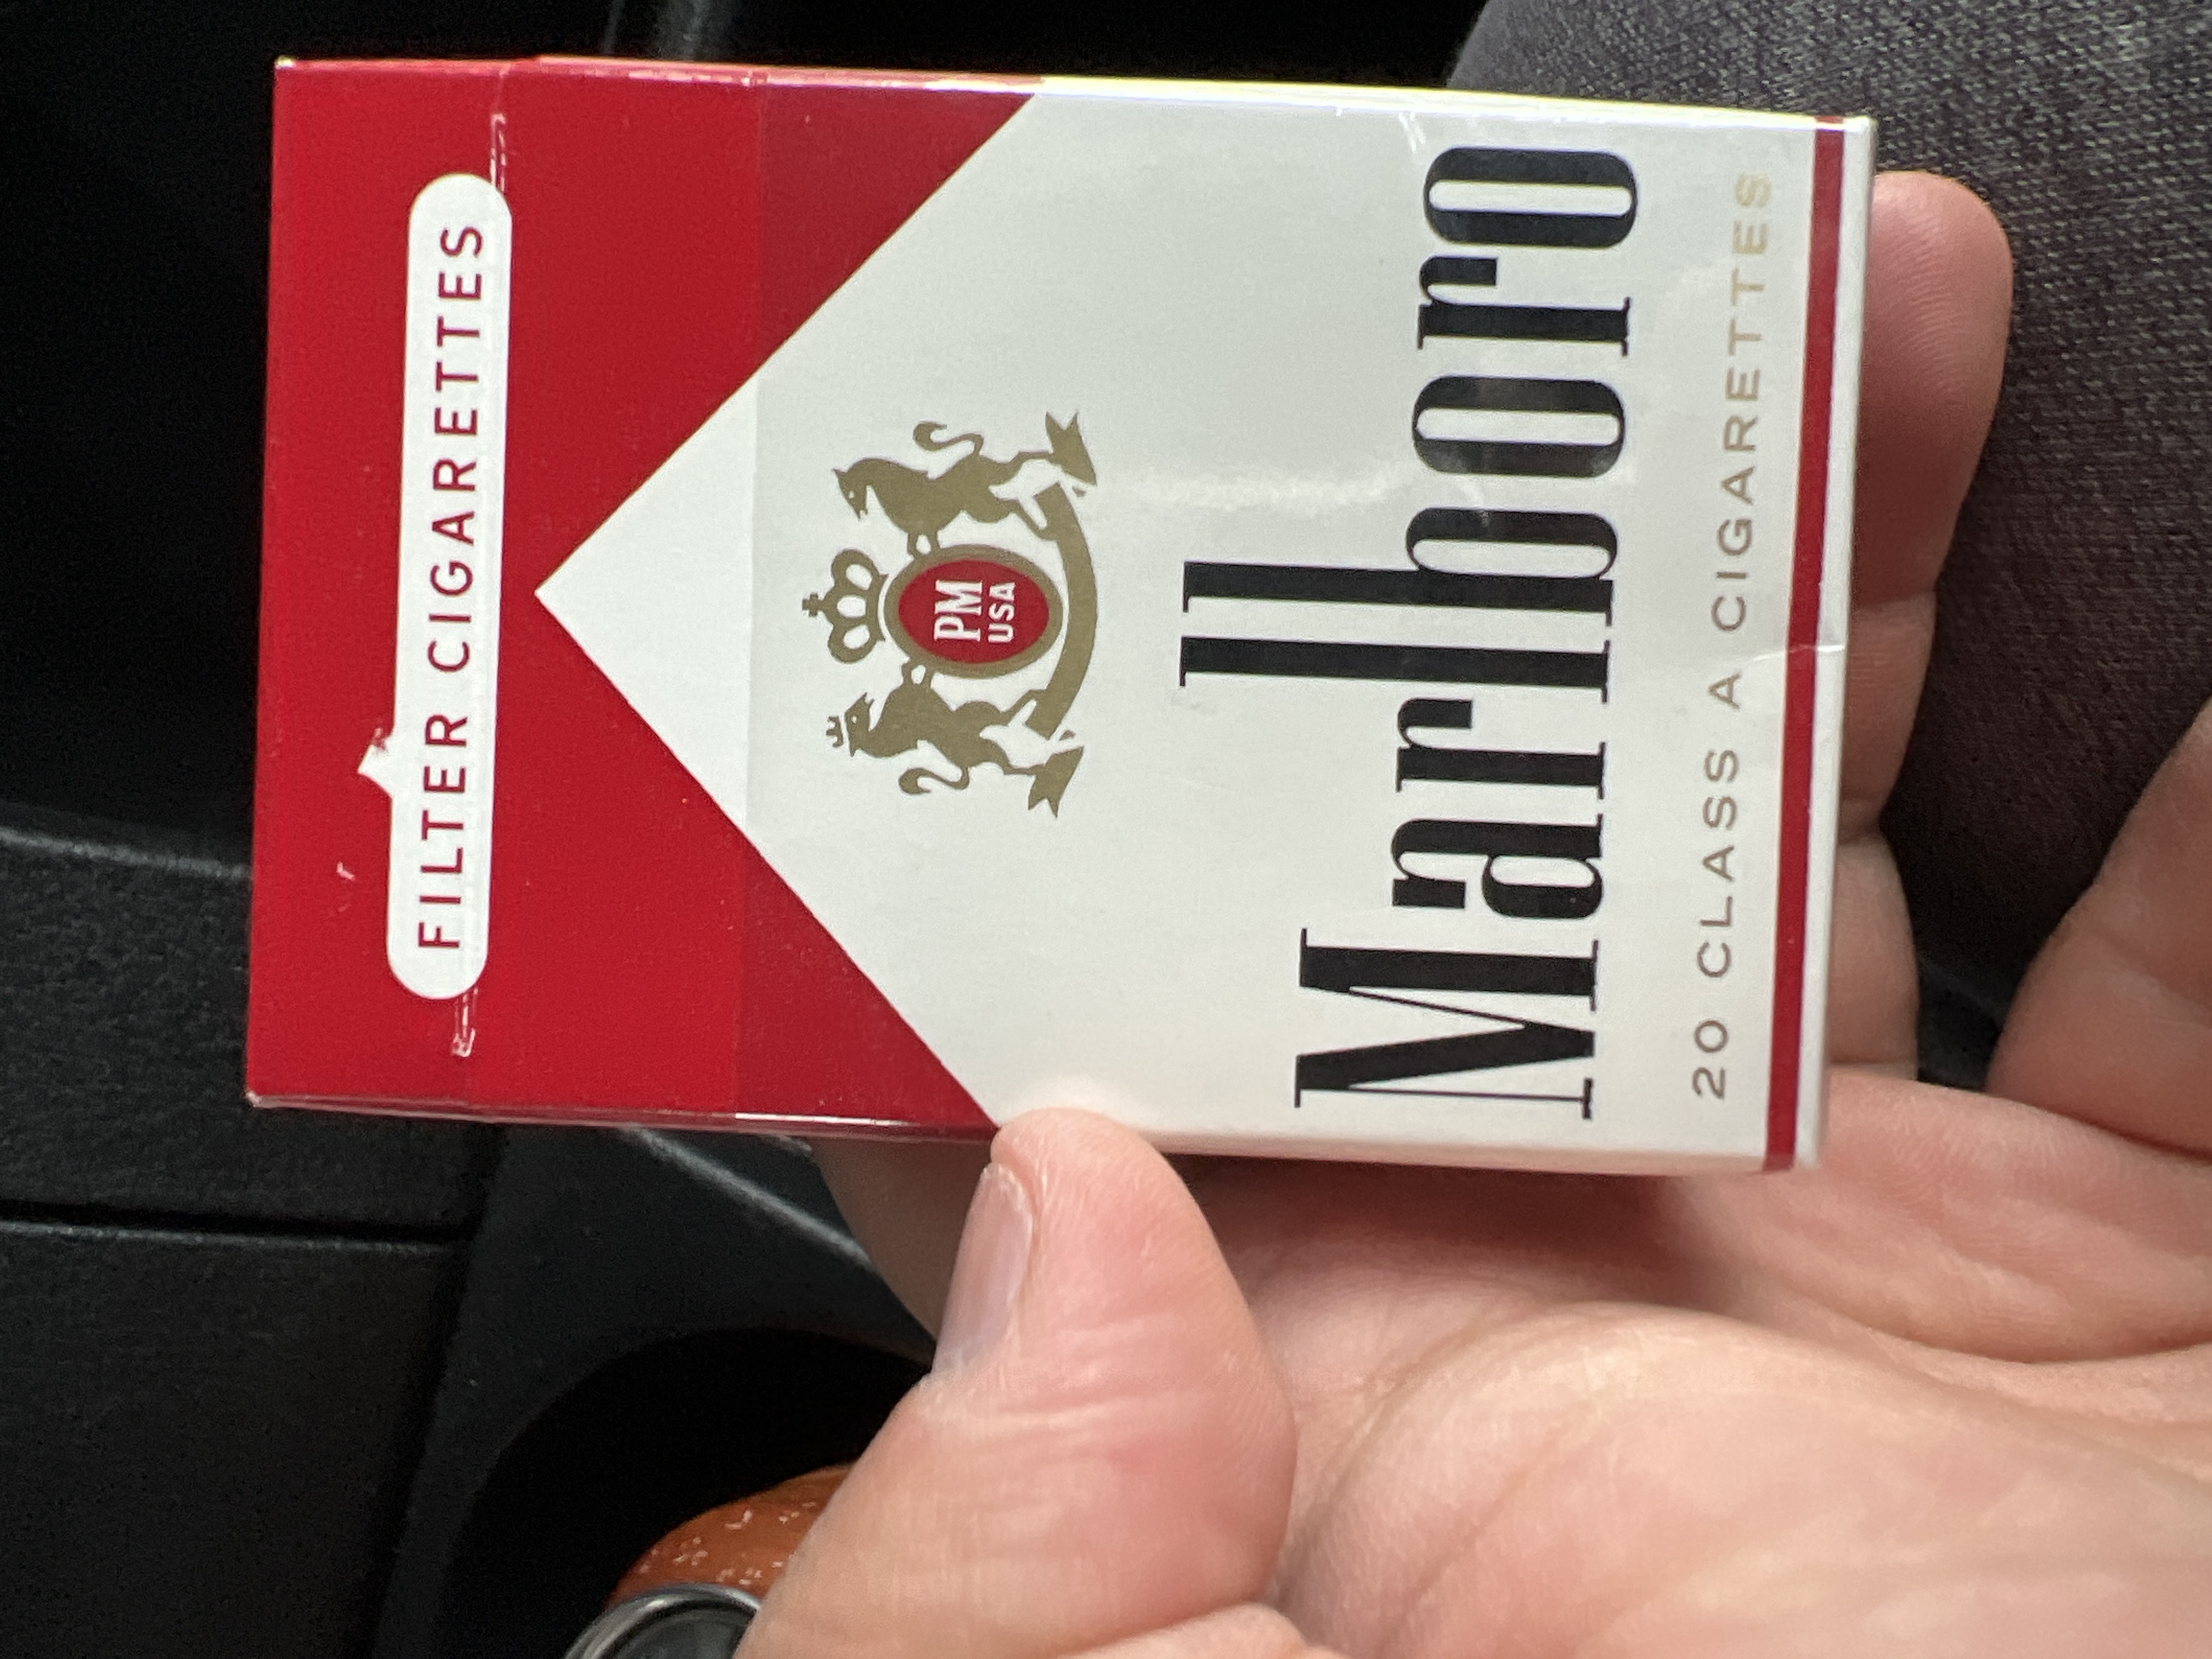 FILTER CIGARETTES
PM
USA
Marlboro
20 CLASS A CIGARETTES